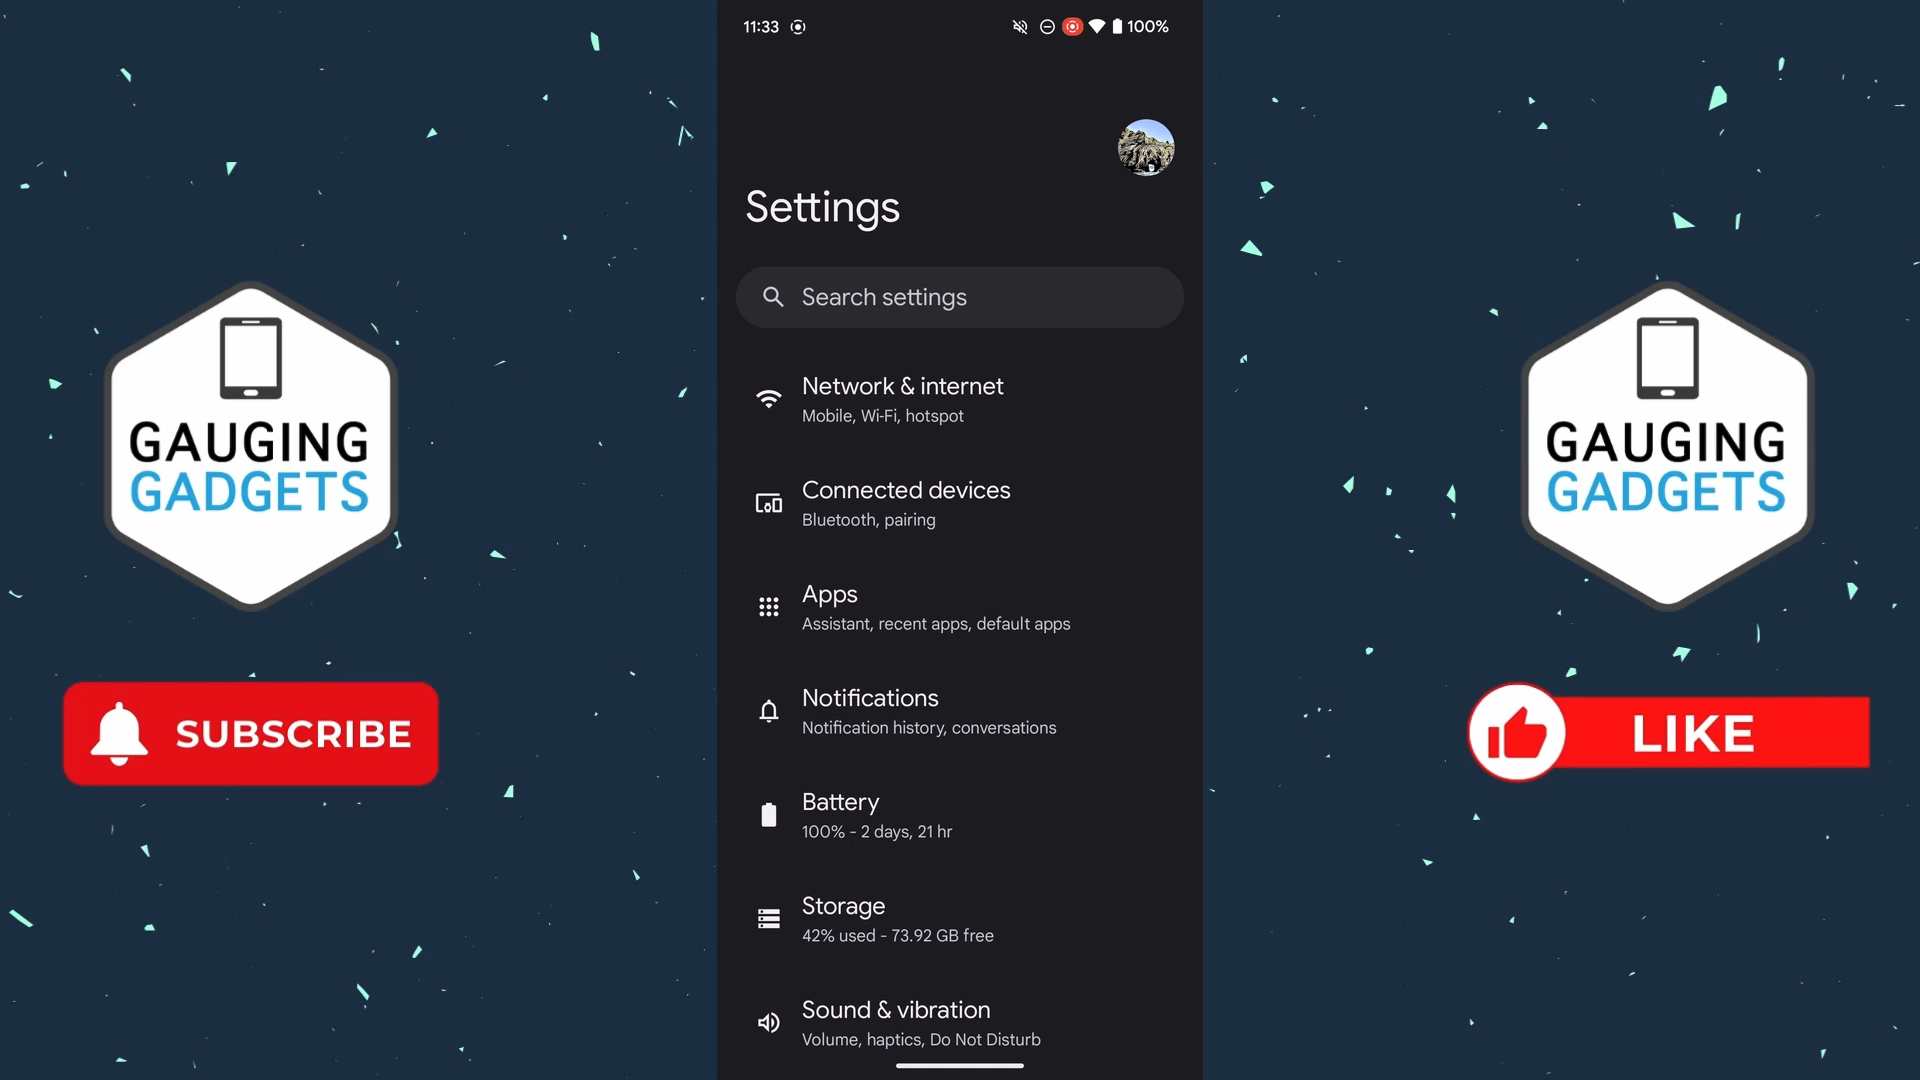 11:33
100%
Settings
Search settings
Network & internet
Mobile, Wi-Fi, hotspot
Connected devices
Bluetooth, pairing
Apps
Assistant, recent apps, default apps
Notifications
Notification history, conversations
Battery
100% - 2 days, 21 hr
Storage
42% used - 73.92 GB free
Sound & vibration
Volume, haptics, Do Not Disturb
GAUGING
GADGETS
SUBSCRIBE
GAUGING
GADGETS
LIKE